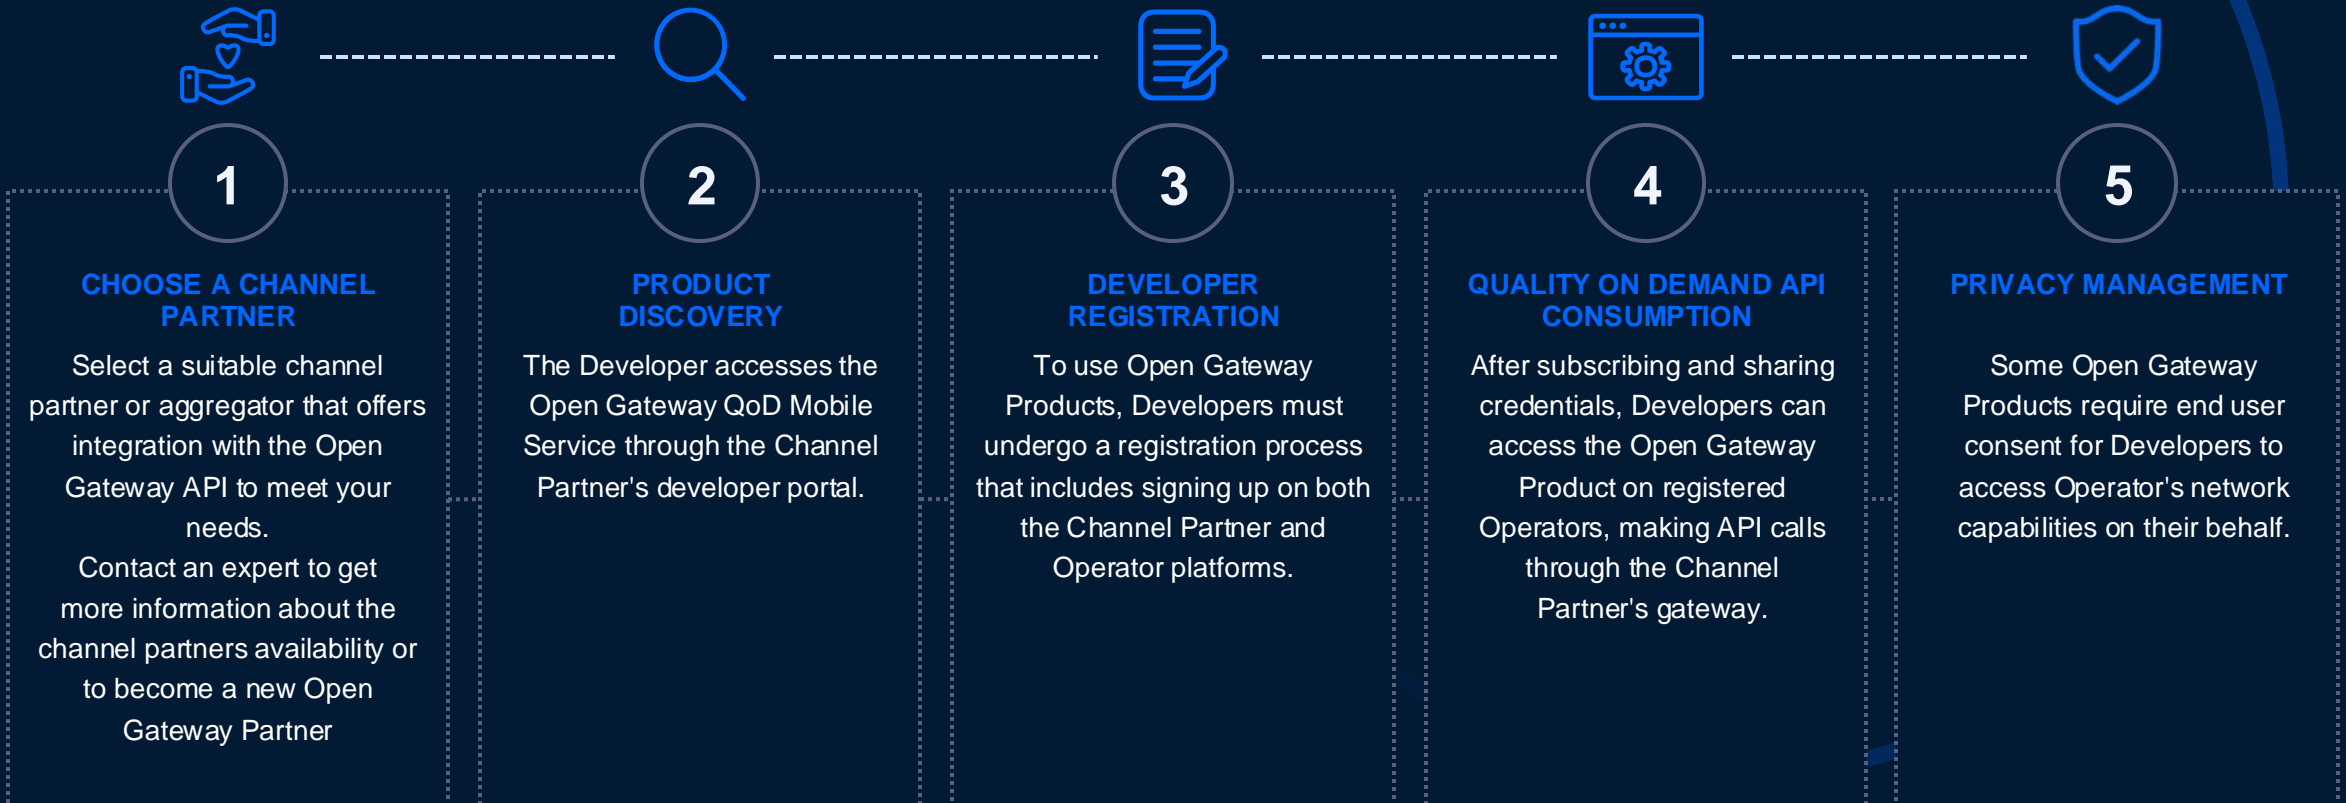 1
CHOOSE A CHANNEL
PARTNER
Select a suitable channel
partner or aggregator that offers
integration with the Open
Gateway API to meet your
needs.
Contact an expert to get
more information about the
channel partners availability or
to become a new Open
Gateway Partner
2
PRODUCT
DISCOVERY
The Developer accesses the
Open Gateway QoD Mobile
Service through the Channel
Partner's developer portal.
3
DEVELOPER
REGISTRATION
To use Open Gateway
Products, Developers must
undergo a registration process
that includes signing up on both
the Channel Partner and
Operator platforms.
4
QUALITY ON DEMAND API
CONSUMPTION
After subscribing and sharing
credentials, Developers can
access the Open Gateway
Product on registered
Operators, making API calls
through the Channel
Partner's gateway.
5
PRIVACY MANAGEMENT
Some Open Gateway
Products require end user
consent for Developers to
access Operator's network
capabilities on their behalf.